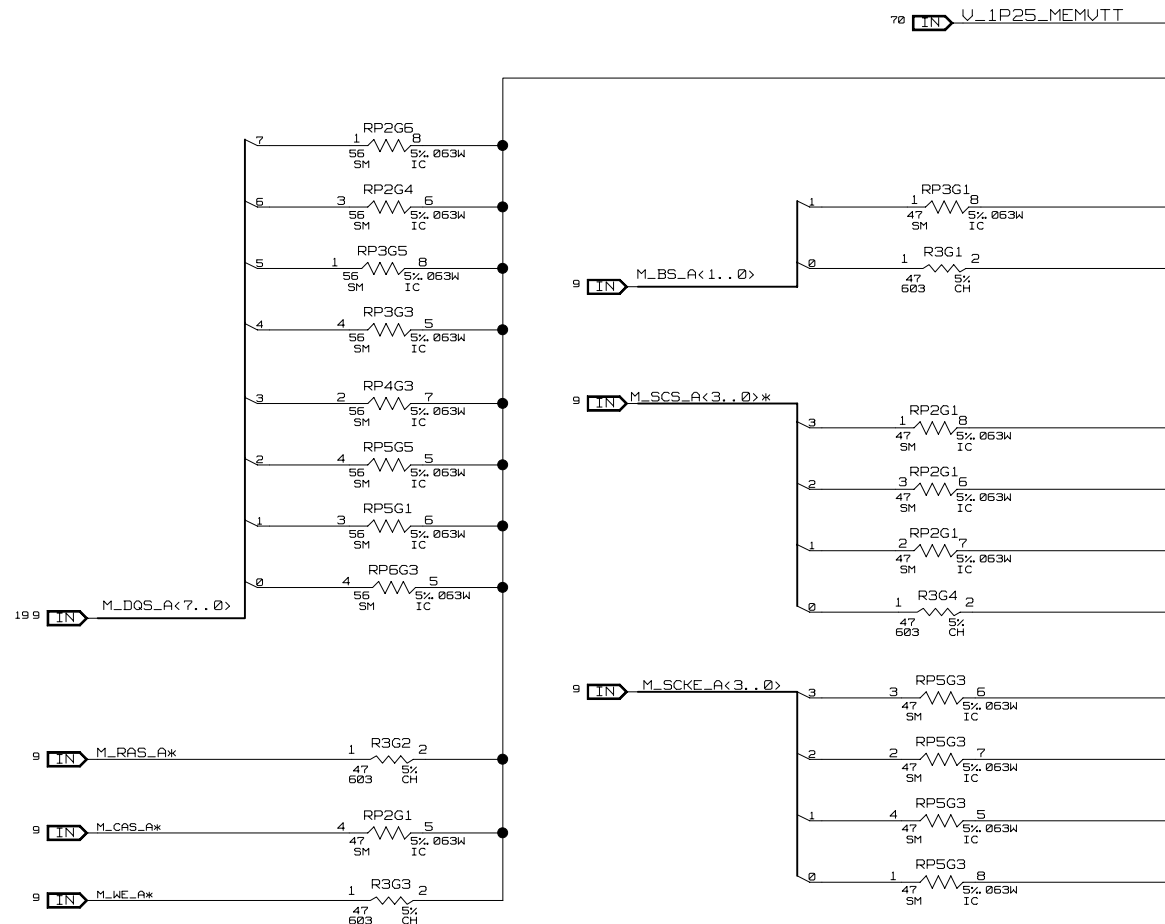 70 IN V_1P25_MEMVTT
7 1 RP2G6 8
56 5%.063W
SM IC
6 3 RP2G4 6
56 5%.063W
SM IC
5 1 RP3G5 8
56 5%.063W
SM IC
4 4 RP3G3 5
56 5%.063W
SM IC
3 2 RP4G3 7
56 5%.063W
SM IC
2 4 RP5G5 5
56 5%.063W
SM IC
1 3 RP5G1 6
56 5%.063W
SM IC
0 4 RP6G3 5
56 5%.063W
SM IC
19 9 IN M_DQS_A<7..0>
9 IN M_RAS_A* 1 R3G2 2
47 5%
603 CH
9 IN M_CAS_A* 4 RP2G1 5
47 5%.063W
SM IC
9 IN M_WE_A* 1 R3G3 2
47 5%
603 CH
1 1 RP3G1 8
47 5%.063W
SM IC
0 1 R3G1 2
47 5%
603 CH
9 IN M_BS_A<1..0>
9 IN M_SCS_A<3..0>*
3 1 RP2G1 8
47 5%.063W
SM IC
2 3 RP2G1 6
47 5%.063W
SM IC
1 2 RP2G1 7
47 5%.063W
SM IC
0 1 R3G4 2
47 5%
603 CH
9 IN M_SCKE_A<3..0>
3 3 RP5G3 6
47 5%.063W
SM IC
2 2 RP5G3 7
47 5%.063W
SM IC
1 4 RP5G3 5
47 5%.063W
SM IC
0 1 RP5G3 8
47 5%.063W
SM IC